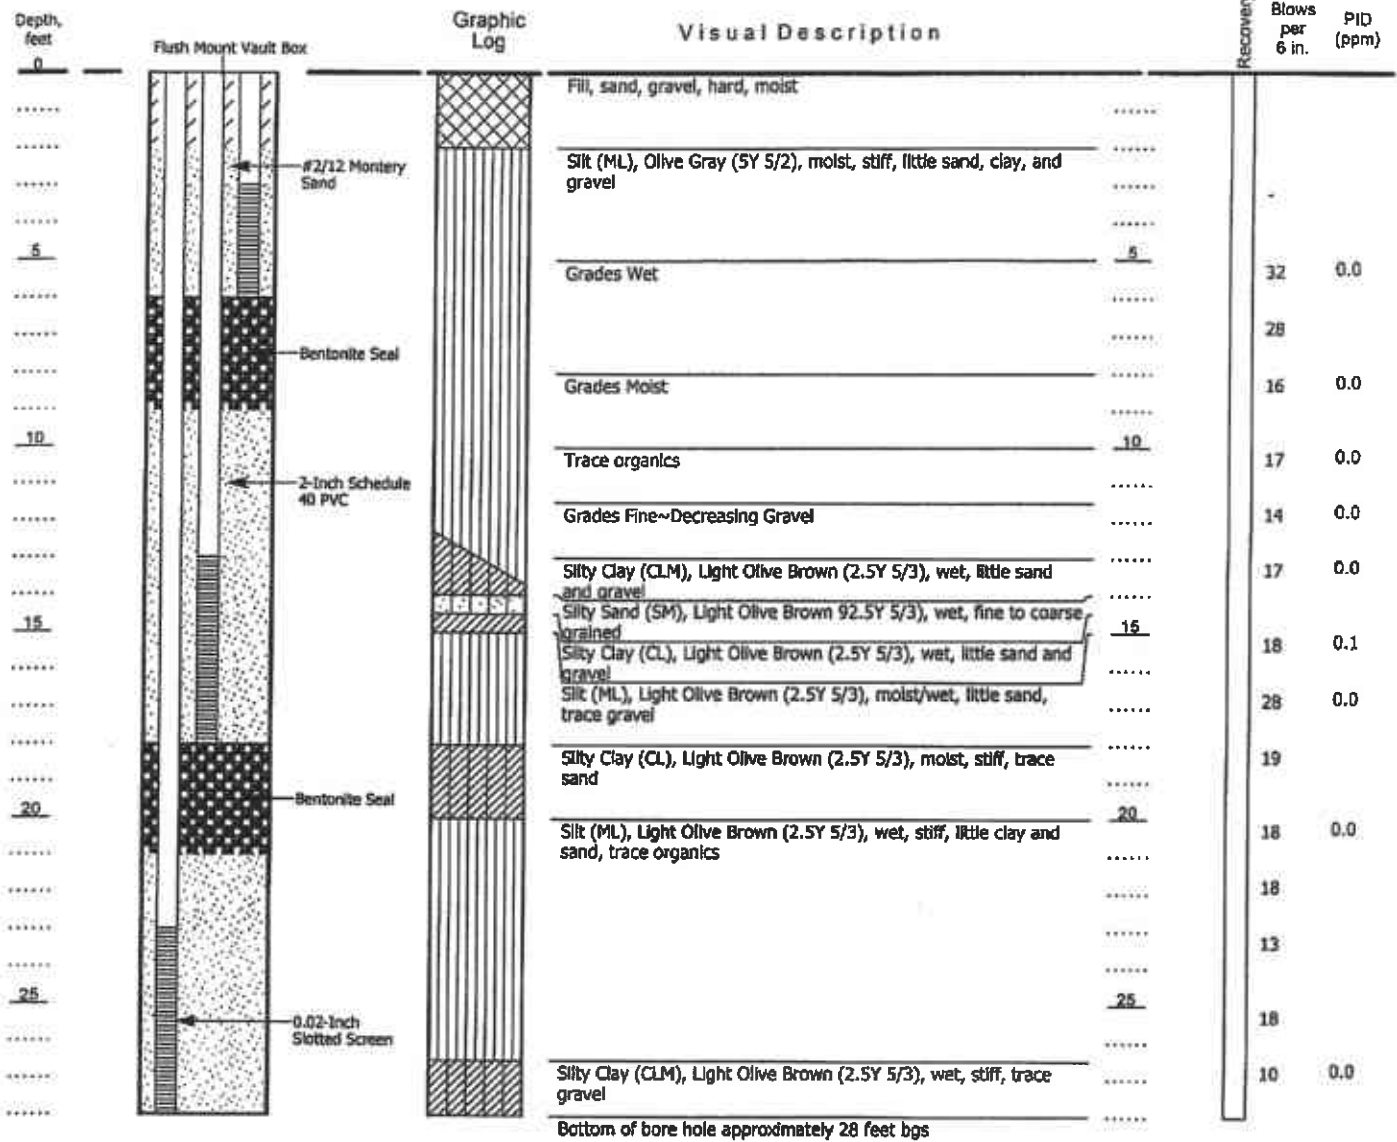 Depth,
feet
0
Flush Mount Vault Box
Graphic
Log
Visual Description
Recovery
Blows
per
6 in.
PID
(ppm)
Fill, sand, gravel, hard, moist
#2/12 Montery
Sand
Silt (ML), Olive Gray (5Y 5/2), moist, stiff, little sand, clay, and
gravel
-
5
5
Grades Wet
32
0.0
28
Bentonite Seal
Grades Moist
16
0.0
10
10
Trace organics
17
0.0
2-Inch Schedule
40 PVC
Grades Fine~Decreasing Gravel
14
0.0
Silty Clay (CLM), Light Olive Brown (2.5Y 5/3), wet, little sand
and gravel
17
0.0
Silty Sand (SM), Light Olive Brown 92.5Y 5/3), wet, fine to coarse
grained
15
15
Silty Clay (CL), Light Olive Brown (2.5Y 5/3), wet, little sand and
gravel
18
0.1
Silt (ML), Light Olive Brown (2.5Y 5/3), moist/wet, little sand,
trace gravel
28
0.0
Silty Clay (CL), Light Olive Brown (2.5Y 5/3), moist, stiff, trace
sand
19
Bentonite Seal
20
20
Silt (ML), Light Olive Brown (2.5Y 5/3), wet, stiff, little clay and
sand, trace organics
18
0.0
18
13
25
25
0.02-Inch
Slotted Screen
18
Silty Clay (CLM), Light Olive Brown (2.5Y 5/3), wet, stiff, trace
gravel
10
0.0
Bottom of bore hole approximately 28 feet bgs